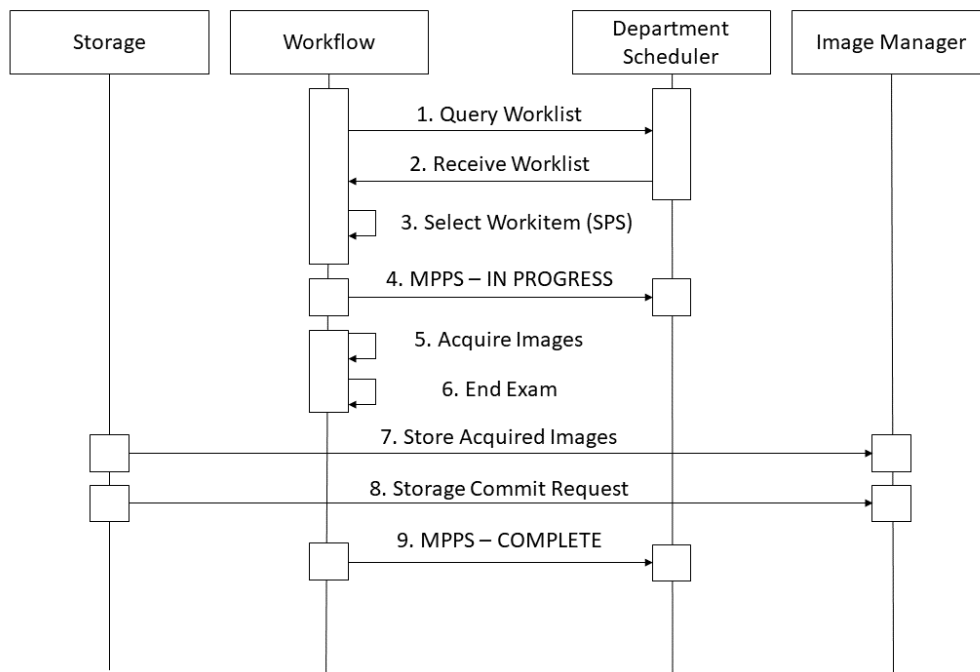 Storage
Workflow
Department
Scheduler
Image Manager
1. Query Worklist
2. Receive Worklist
3. Select Workitem (SPS)
4. MPPS – IN PROGRESS
5. Acquire Images
6. End Exam
7. Store Acquired Images
8. Storage Commit Request
9. MPPS – COMPLETE